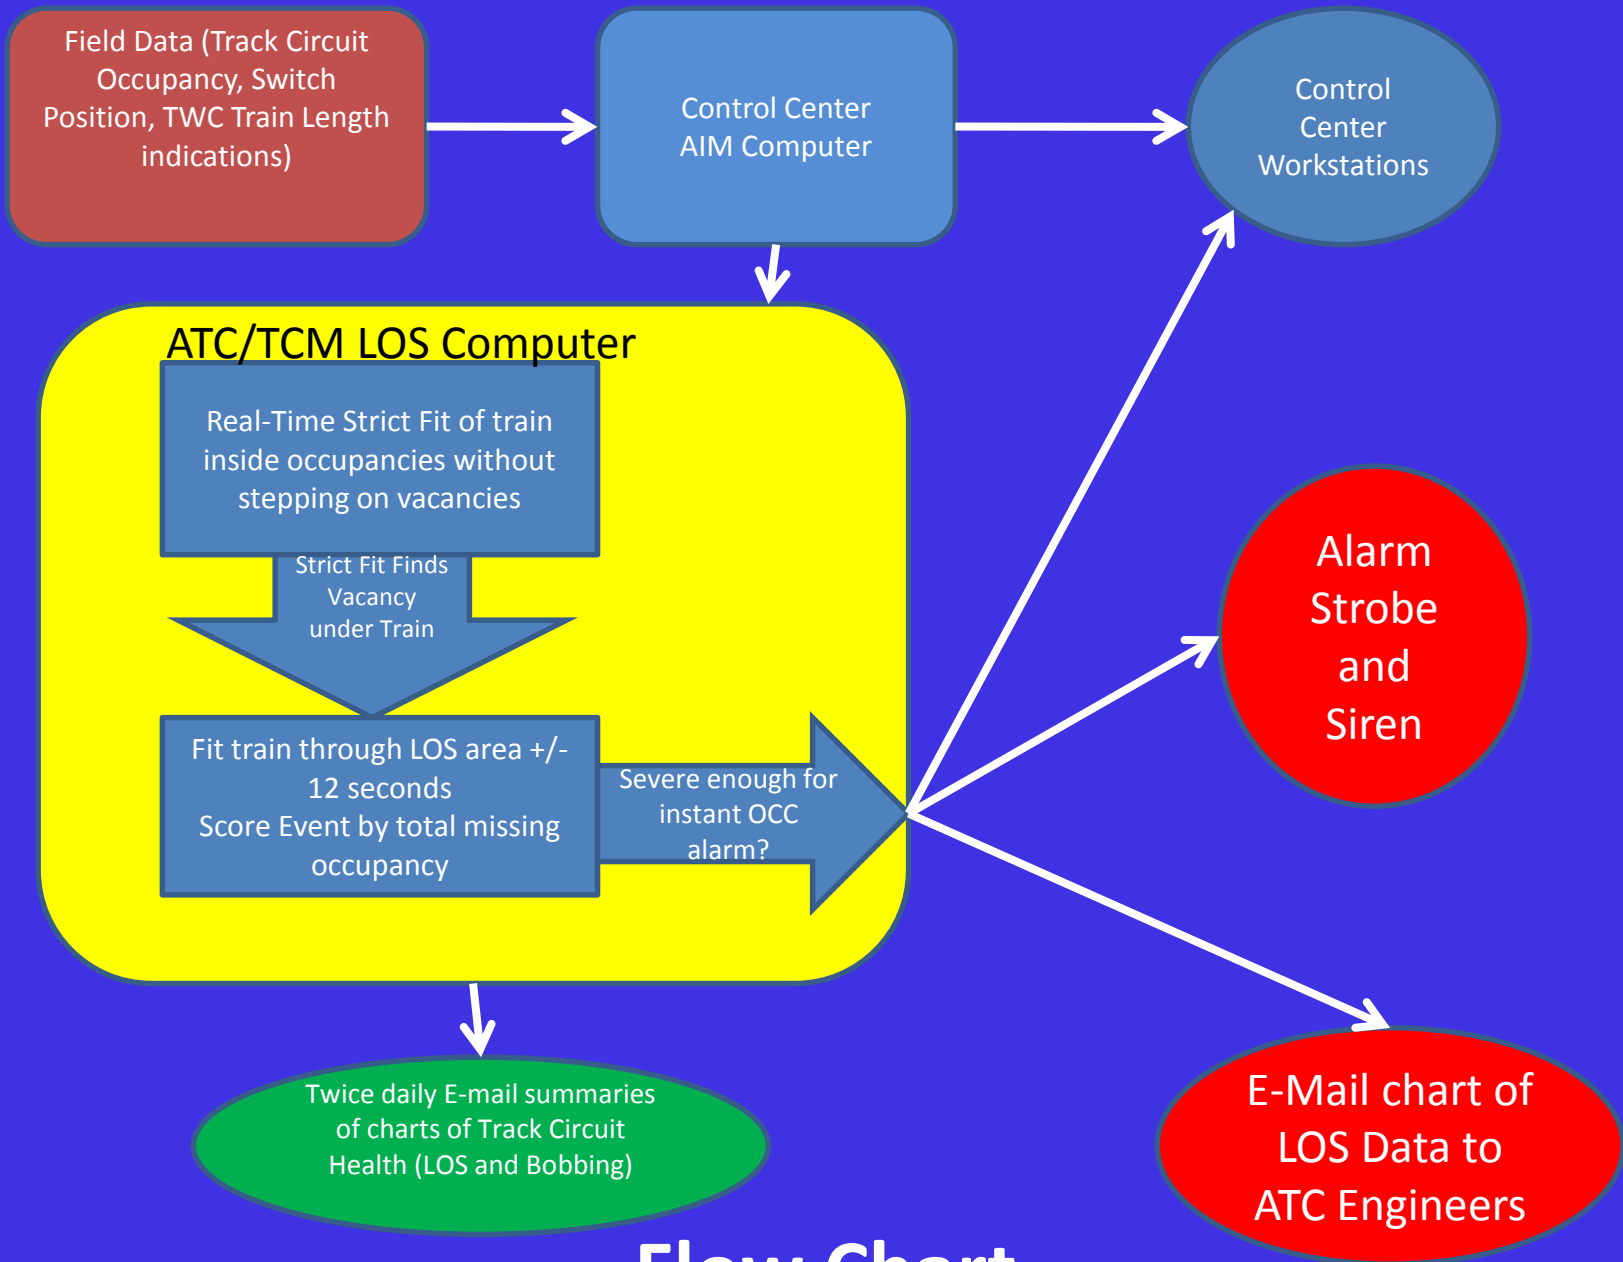 Field Data (Track Circuit
Occupancy, Switch
Position, TWC Train Length
indications)
Control Center
AIM Computer
Control
Center
Workstations
ATC/TCM LOS Computer
Real-Time Strict Fit of train
inside occupancies without
stepping on vacancies
Strict Fit Finds
Vacancy
under Train
Fit train through LOS area +/-
12 seconds
Score Event by total missing
occupancy
Severe enough for
instant OCC
alarm?
Alarm
Strobe
and
Siren
Twice daily E-mail summaries
of charts of Track Circuit
Health (LOS and Bobbing)
E-Mail chart of
LOS Data to
ATC Engineers
Flow Chart